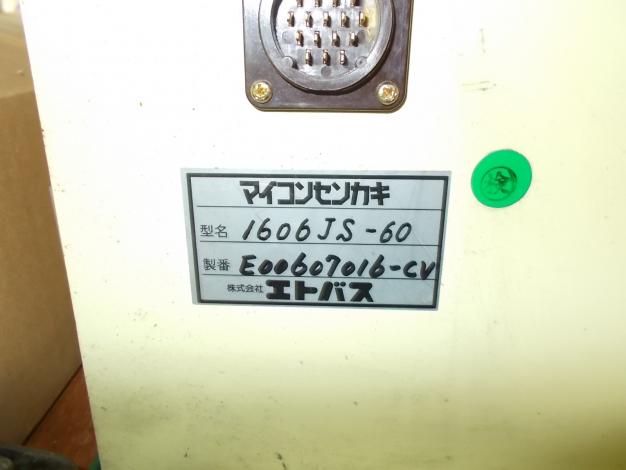 マイコンセンカキ
型名 1606JS-60
製番 E00607016-CV
株式会社 エトバス
検